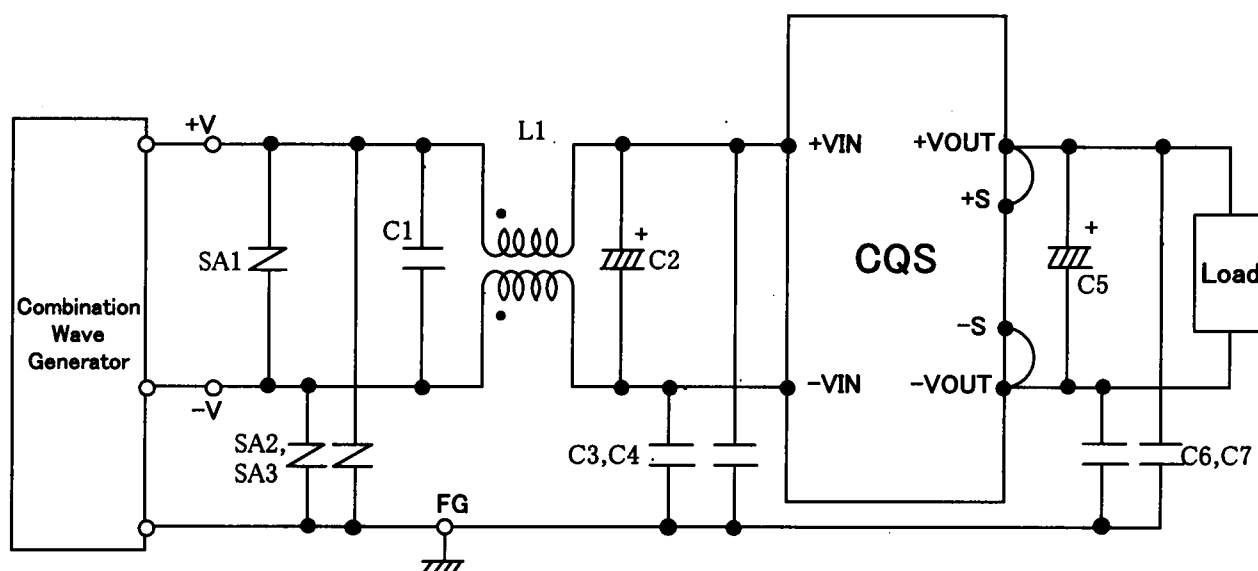 +V
L1
+VIN
+VOUT
+S
C1
+
C2
SA1
CQS
+
C5
Load
Combination
Wave
Generator
-S
-V
-VIN
-VOUT
SA2,
SA3
C3,C4
C6,C7
FG